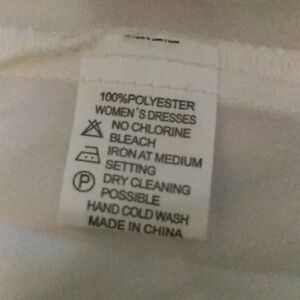 100%POLYESTER
WOMEN'S DRESSES
NO CHLORINE
BLEACH
IRON AT MEDIUM
SETTING
P DRY CLEANING
POSSIBLE
HAND COLD WASH
MADE IN CHINA